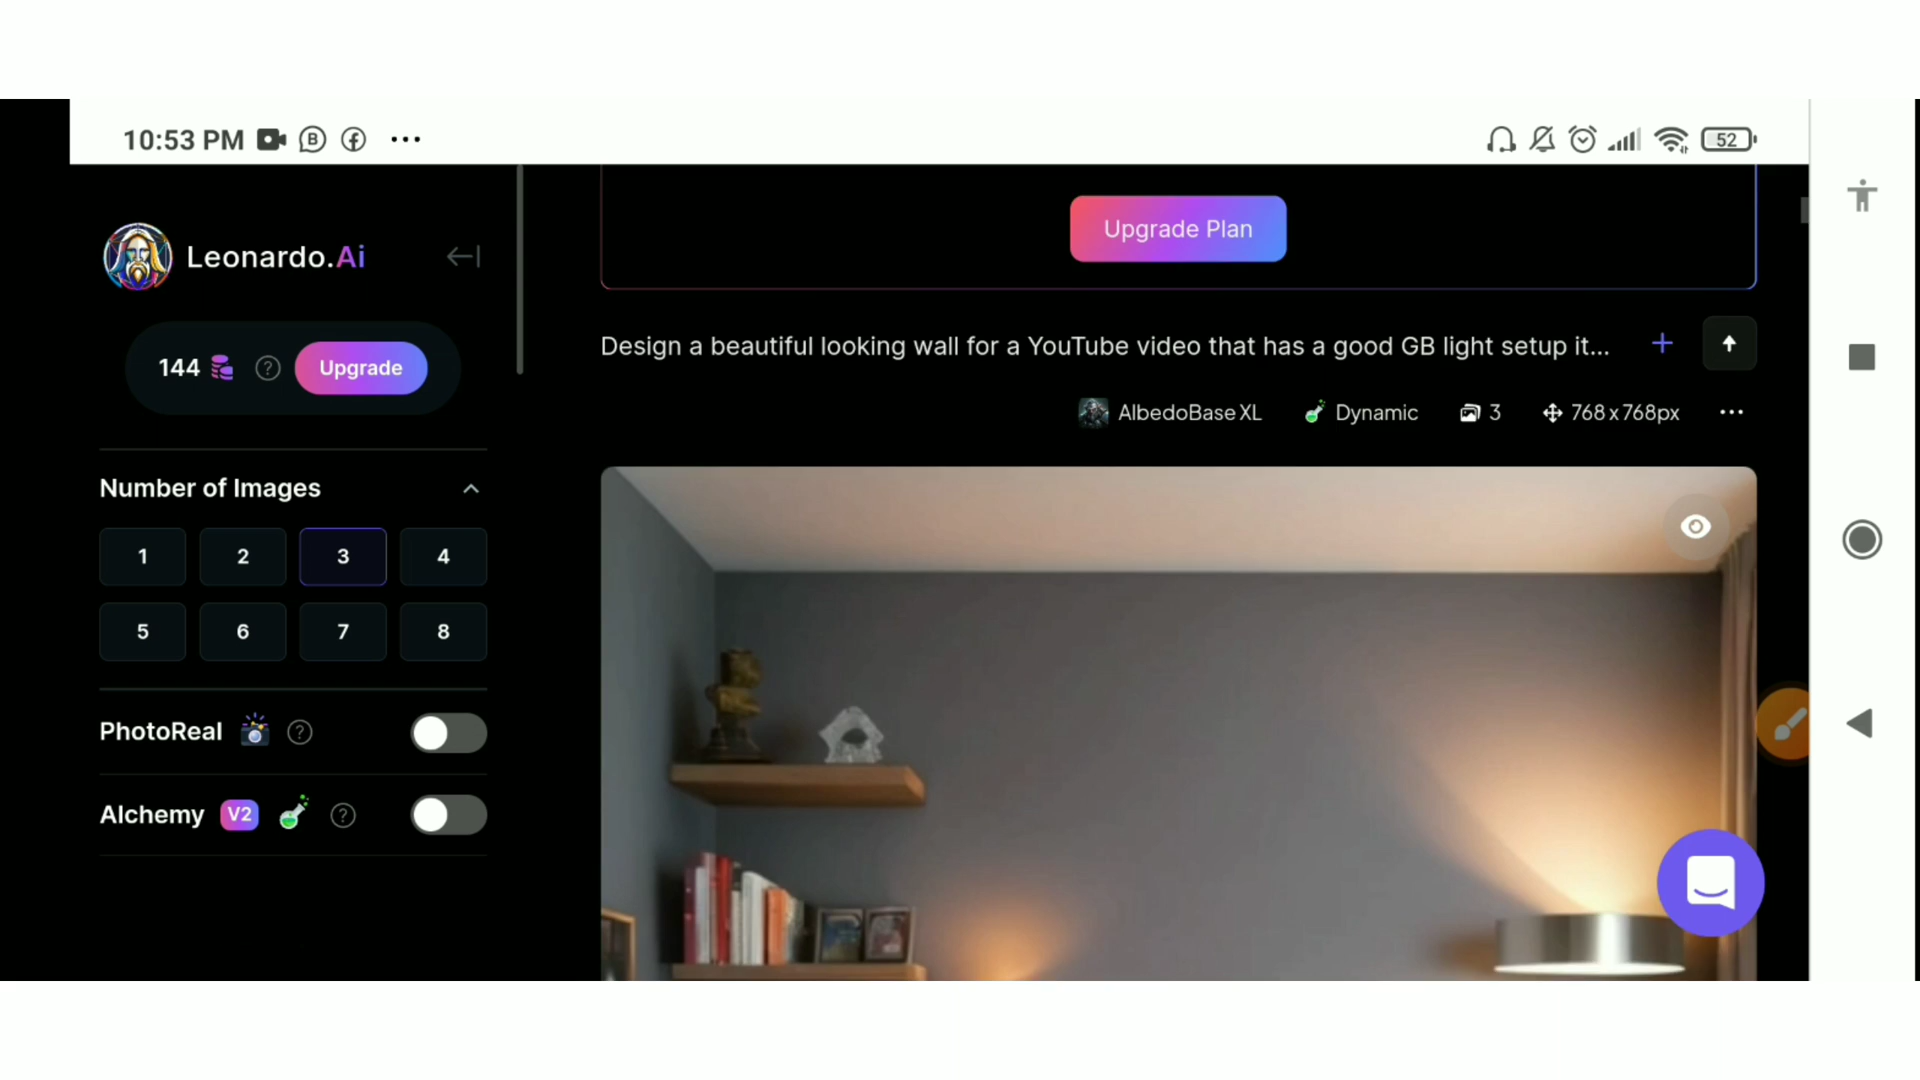 10:53 PM
52
Leonardo.Ai
144 ? Upgrade
Number of Images
1 2 3 4
5 6 7 8
PhotoReal ?
Alchemy V2 ?
Upgrade Plan
Design a beautiful looking wall for a YouTube video that has a good GB light setup it...
AlbedoBase XL Dynamic 3 768 x 768px